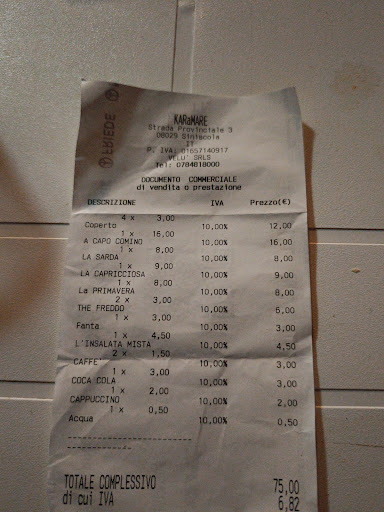 KARaMARE
Strada Provinciale 3
08029 Siniscola
IT
P. IVA: 01657140917
VELU' SRLS
Tel: 0784818000
DOCUMENTO COMMERCIALE
di vendita o prestazione
DESCRIZIONE IVA Prezzo(€)
4 x 3,00
Coperto 10,00% 12,00
1 x 16,00
A CAPO COMINO 10,00% 16,00
1 x 8,00
LA SARDA 10,00% 8,00
1 x 9,00
LA CAPRICCIOSA 10,00% 9,00
1 x 8,00
La PRIMAVERA 10,00% 8,00
2 x 3,00
THE FREDDO 10,00% 6,00
1 x 3,00
Fanta 10,00% 3,00
1 x 4,50
L'INSALATA MISTA 10,00% 4,50
2 x 1,50
CAFFE' 10,00% 3,00
1 x 3,00
COCA COLA 10,00% 3,00
1 x 2,00
CAPPUCCINO 10,00% 2,00
1 x 0,50
Acqua 10,00% 0,50
TOTALE COMPLESSIVO 75,00
di cui IVA 6,82